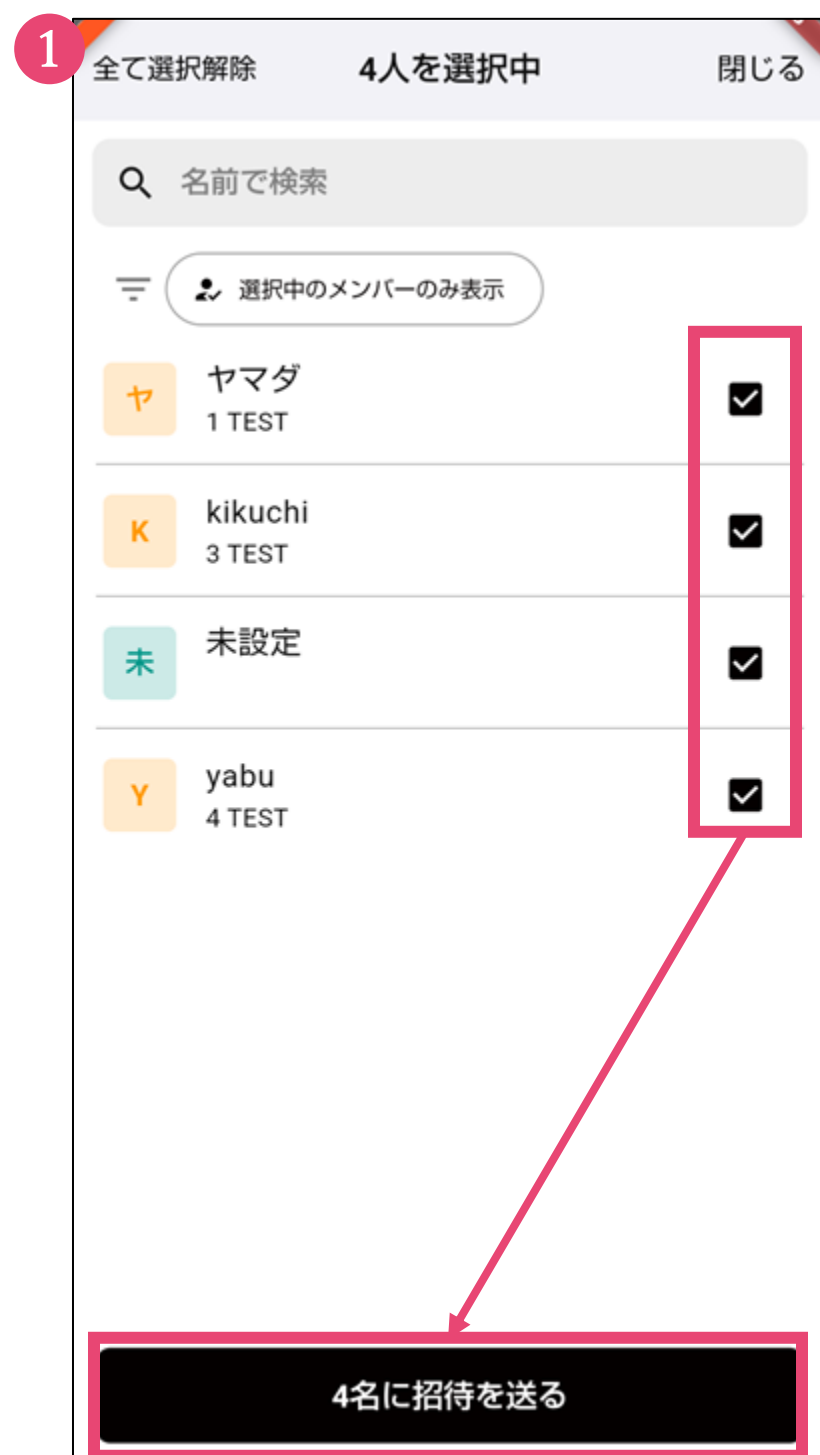 1
全て選択解除 4人を選択中 閉じる
名前で検索
選択中のメンバーのみ表示
ヤ ヤマダ
1 TEST
K kikuchi
3 TEST
未 未設定
Y yabu
4 TEST
4名に招待を送る